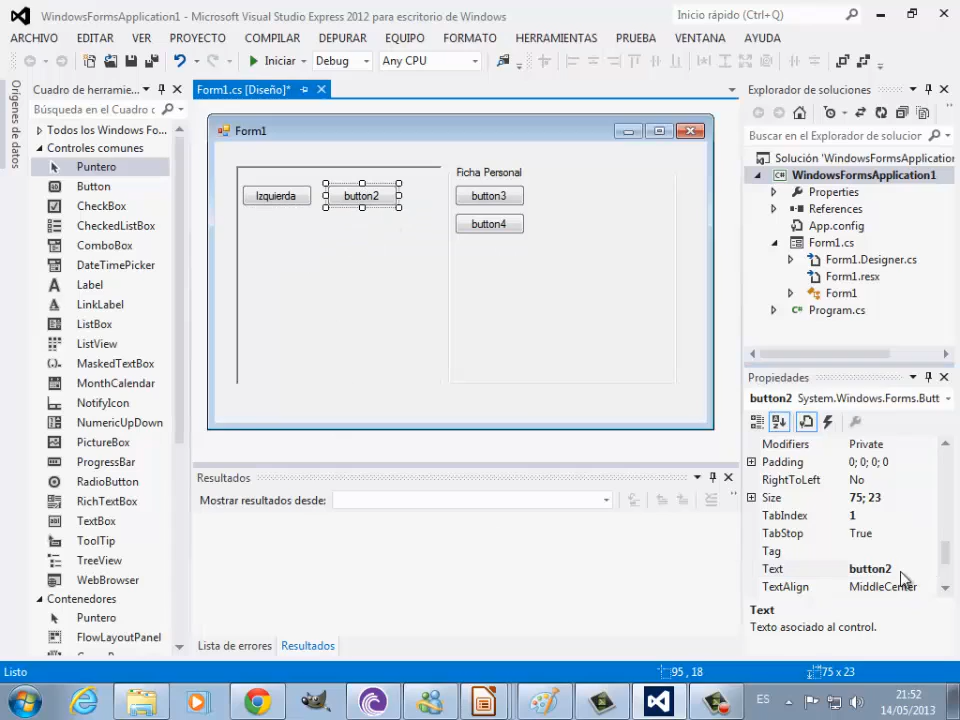 WindowsFormsApplication1 - Microsoft Visual Studio Express 2012 para escritorio de Windows
Inicio rápido (Ctrl+Q)
ARCHIVO EDITAR VER PROYECTO COMPILAR DEPURAR EQUIPO FORMATO HERRAMIENTAS PRUEBA VENTANA AYUDA
Iniciar Debug Any CPU
Orígenes de datos
Cuadro de herramie...
Búsqueda en el Cuadro c
Todos los Windows Fo...
Controles comunes
Puntero
Button
CheckBox
CheckedListBox
ComboBox
DateTimePicker
Label
LinkLabel
ListBox
ListView
MaskedTextBox
MonthCalendar
NotifyIcon
NumericUpDown
PictureBox
ProgressBar
RadioButton
RichTextBox
TextBox
ToolTip
TreeView
WebBrowser
Contenedores
Puntero
FlowLayoutPanel
Form1.cs [Diseño]*
Form1
Izquierda
button2
Ficha Personal
button3
button4
Resultados
Mostrar resultados desde:
Lista de errores Resultados
Explorador de soluciones
Buscar en el Explorador de solucior
Solución 'WindowsFormsApplicatior
WindowsFormsApplication1
Properties
References
App.config
Form1.cs
Form1.Designer.cs
Form1.resx
Form1
Program.cs
Propiedades
button2 System.Windows.Forms.Butt
Modifiers Private
Padding 0; 0; 0; 0
RightToLeft No
Size 75; 23
TabIndex 1
TabStop True
Tag
Text button2
TextAlign MiddleCenter
Text
Texto asociado al control.
Listo
95 , 18
75 x 23
ES
21:52
14/05/2013